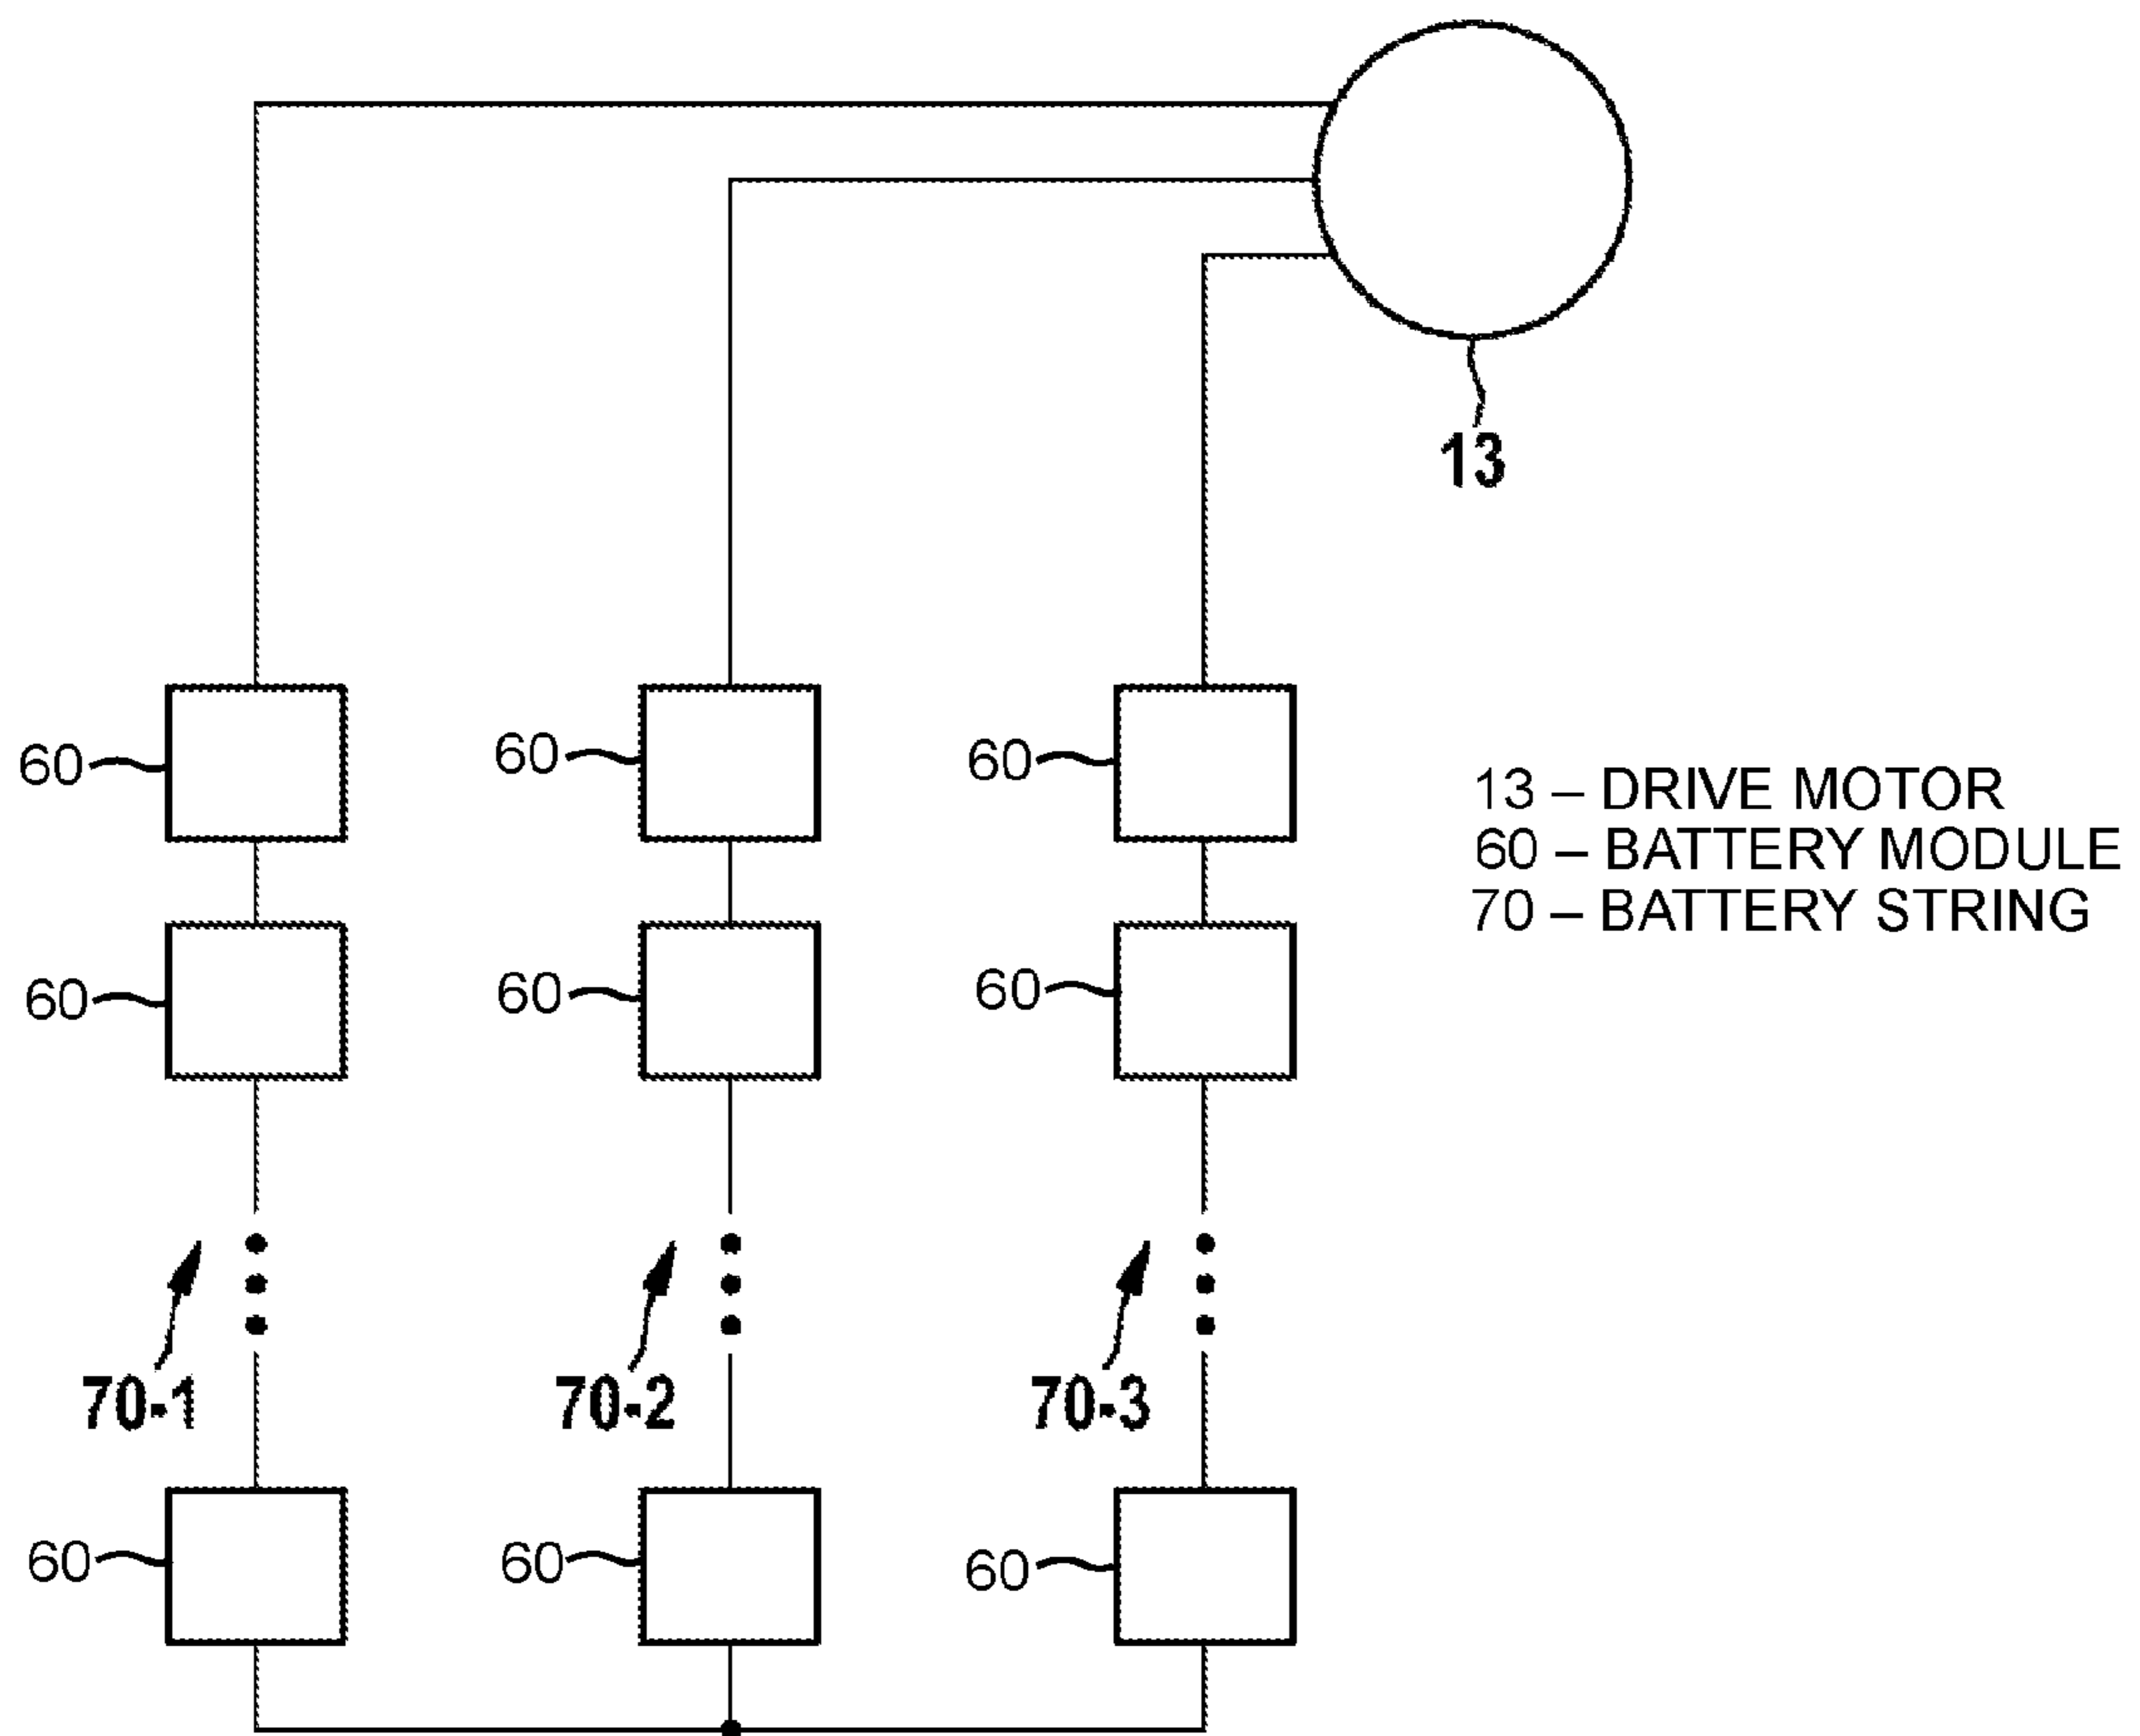 13
60 60 60
13 – DRIVE MOTOR
60 – BATTERY MODULE
70 – BATTERY STRING
60 60 60
70-1 70-2 70-3
60 60 60